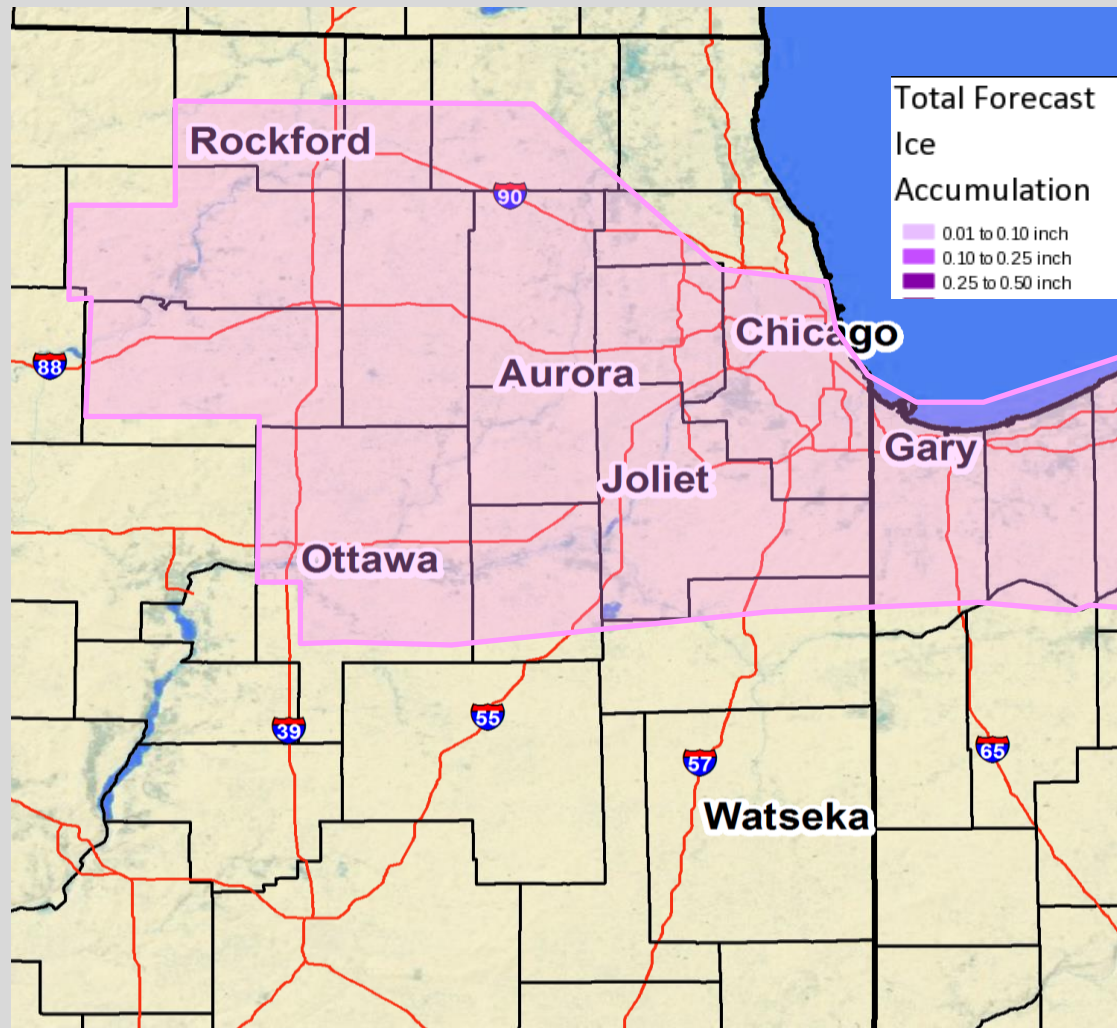 Total Forecast
Ice
Accumulation
0.01 to 0.10 inch
0.10 to 0.25 inch
0.25 to 0.50 inch
Rockford
90
Chicago
88
Aurora
Gary
Joliet
Ottawa
55
39
65
57
Watseka